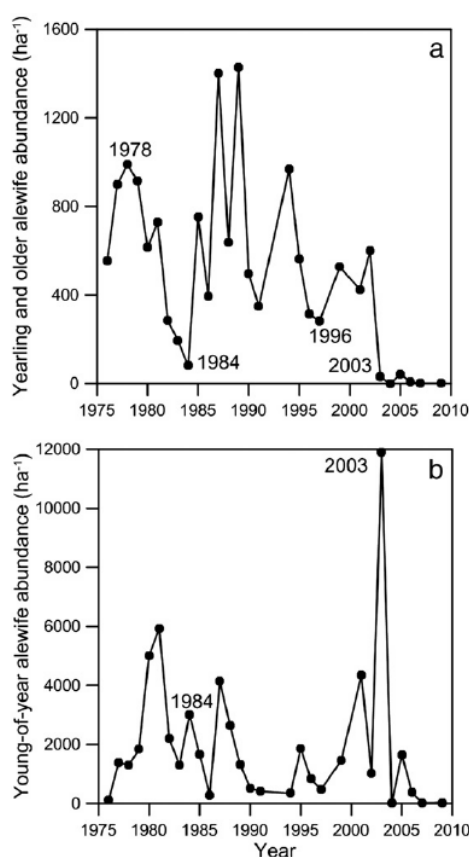 Yearling and older alewife abundance (ha⁻¹)
1600
1200
800
400
0
a
1978
1984
1996
2003
1975 1980 1985 1990 1995 2000 2005 2010
Young-of-year alewife abundance (ha⁻¹)
12000
10000
8000
6000
4000
2000
0
b
2003
1984
1975 1980 1985 1990 1995 2000 2005 2010
Year